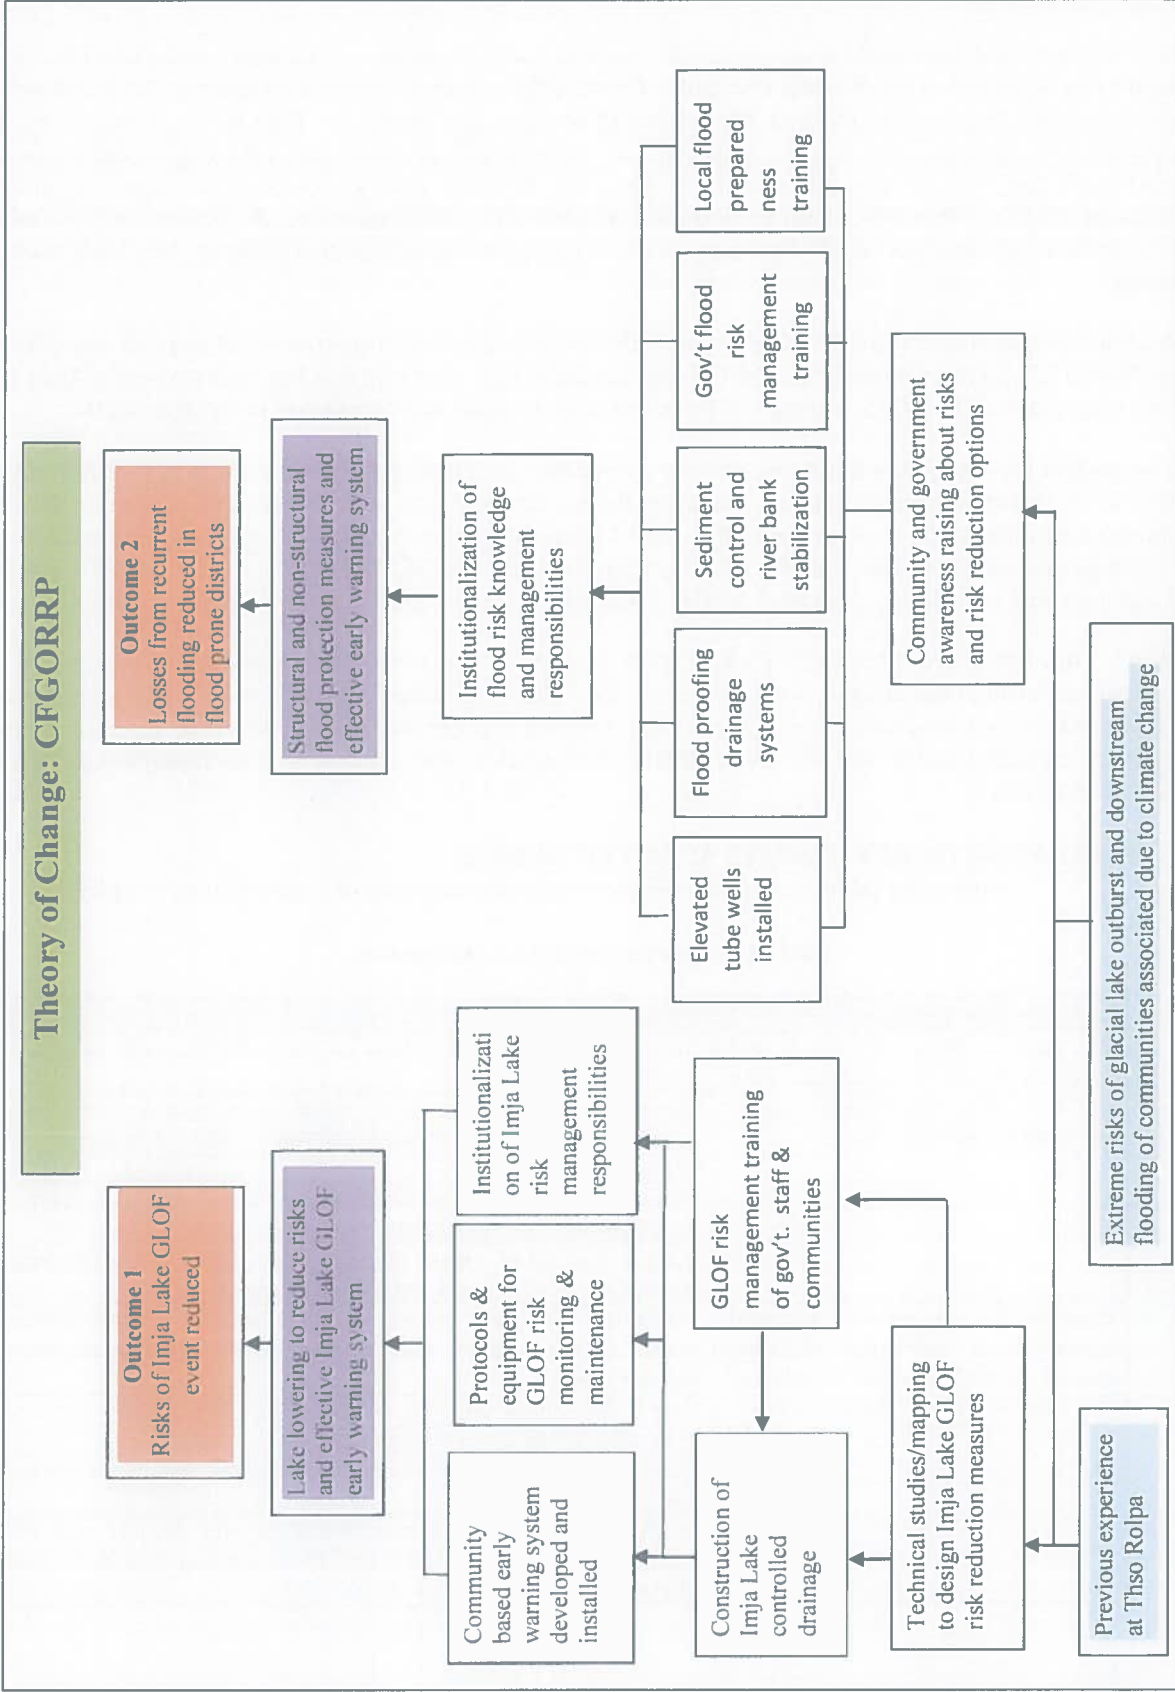 Theory of Change: CFGORRP
Outcome 1
Risks of Imja Lake GLOF
event reduced
Outcome 2
Losses from recurrent
flooding reduced in
flood prone districts
Lake lowering to reduce risks
and effective Imja Lake GLOF
early warning system
Structural and non-structural
flood protection measures and
effective early warning system
Community
based early
warning system
developed and
installed
Protocols &
equipment for
GLOF risk
monitoring &
maintenance
Institutionalizati
on of Imja Lake
risk
management
responsibilities
Institutionalization of
flood risk knowledge
and management
responsibilities
Construction of
Imja Lake
controlled
drainage
GLOF risk
management training
of gov't. staff &
communities
Elevated
tube wells
installed
Flood proofing
drainage
systems
Sediment
control and
river bank
stabilization
Gov't flood
risk
management
training
Local flood
prepared
ness
training
Technical studies/mapping
to design Imja Lake GLOF
risk reduction measures
Community and government
awareness raising about risks
and risk reduction options
Previous experience
at Thso Rolpa
Extreme risks of glacial lake outburst and downstream
flooding of communities associated due to climate change